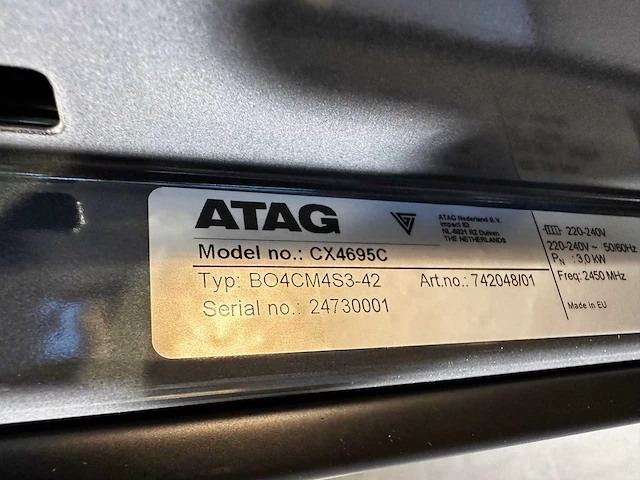 ATAG
ATAG Nederland B.V.
Impact 83
NL-6921 RZ Duiven
THE NETHERLANDS
Model no.: CX4695C
Typ: BO4CM4S3-42 Art.no.: 742048/01
Serial no.: 24730001
220-240V
220-240V ~ 50/60Hz
PN : 3,0 kW
Freq: 2450 MHz
Made in EU